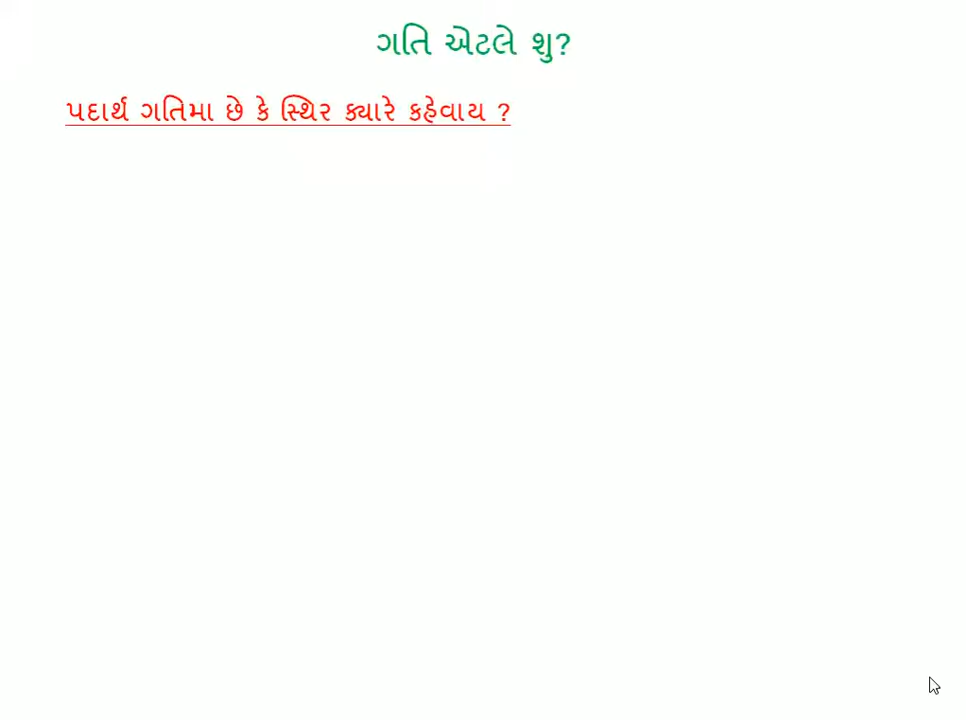 ગતિ એટલે શુ?
પદાર્થ ગતિમા છે કે સ્થિર ક્યારે કહેવાય ?